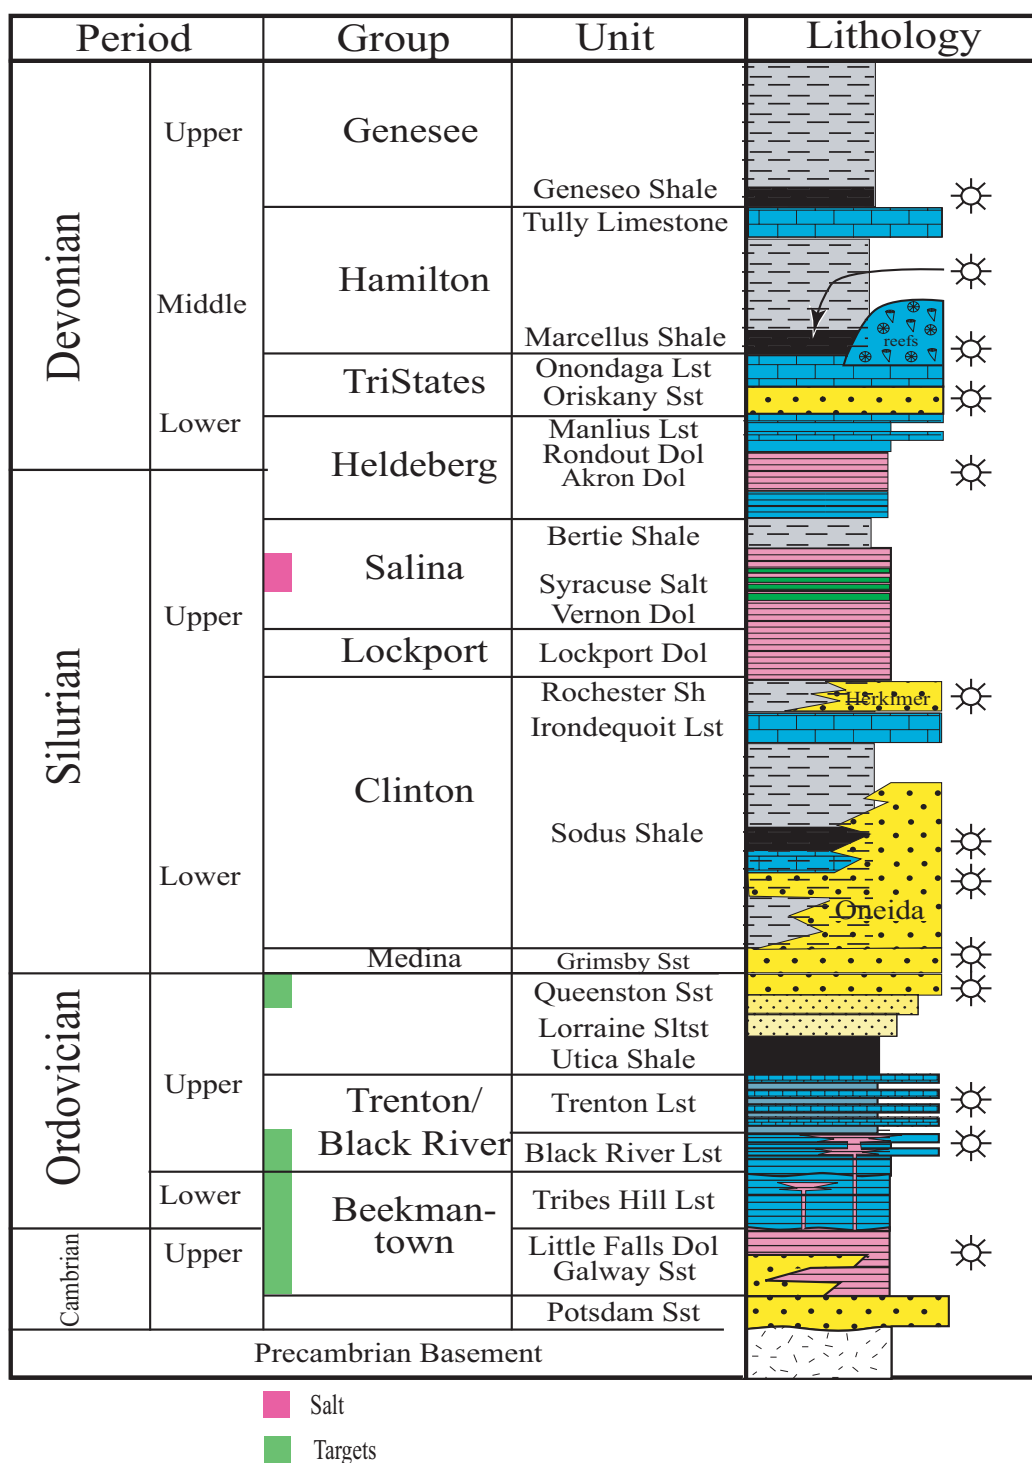 Period Group Unit Lithology
Devonian
Upper
Genesee
Geneseo Shale
Tully Limestone
Hamilton
Middle
Marcellus Shale
reefs
Onondaga Lst
TriStates
Oriskany Sst
Lower
Manlius Lst
Rondout Dol
Heldeberg
Akron Dol
Silurian
Bertie Shale
Salina
Syracuse Salt
Upper
Vernon Dol
Lockport
Lockport Dol
Rochester Sh
Herkimer
Irondequoit Lst
Clinton
Sodus Shale
Lower
Oneida
Medina
Grimsby Sst
Ordovician
Queenston Sst
Lorraine Sltst
Utica Shale
Upper
Trenton/
Black River
Trenton Lst
Black River Lst
Lower
Beekman-
town
Tribes Hill Lst
Cambrian
Upper
Little Falls Dol
Galway Sst
Potsdam Sst
Precambrian Basement
Salt
Targets